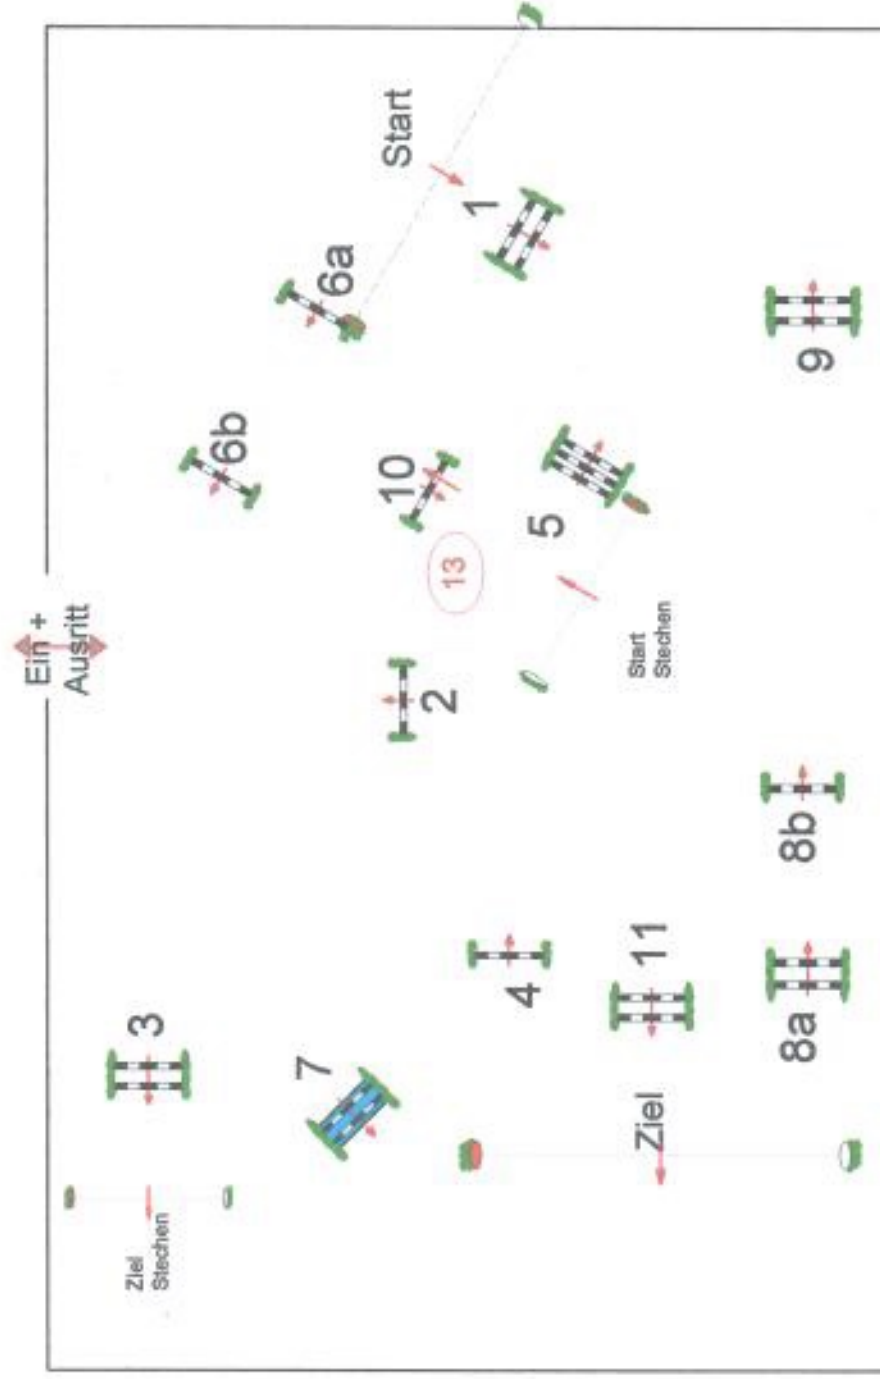 Ein +
Ausritt
Start
1
6a
6b
9
10
5
13
2
Start
Stechen
8b
4
11
8a
3
7
Ziel
Ziel
Stechen